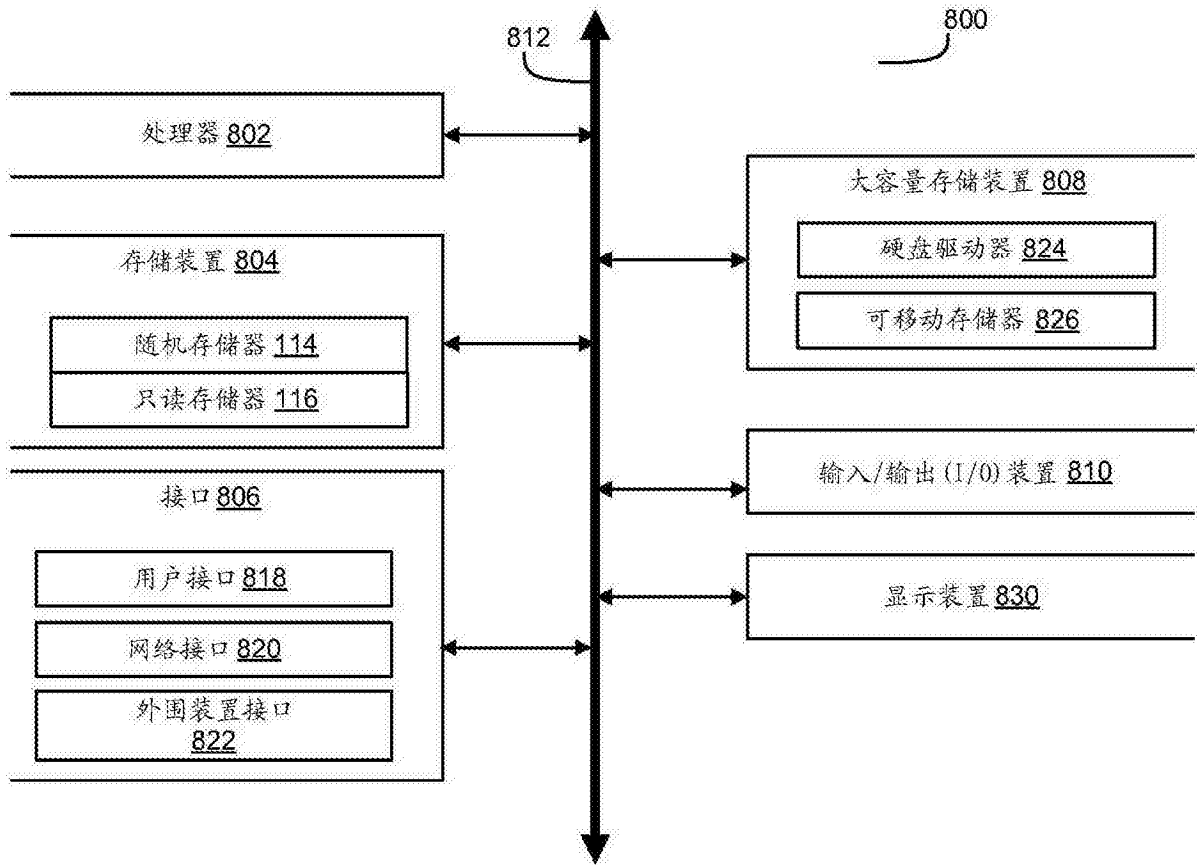 812
800
处理器 802
存储装置 804
随机存储器 114
只读存储器 116
接口 806
用户接口 818
网络接口 820
外围装置接口
822
大容量存储装置 808
硬盘驱动器 824
可移动存储器 826
输入/输出(I/O)装置 810
显示装置 830